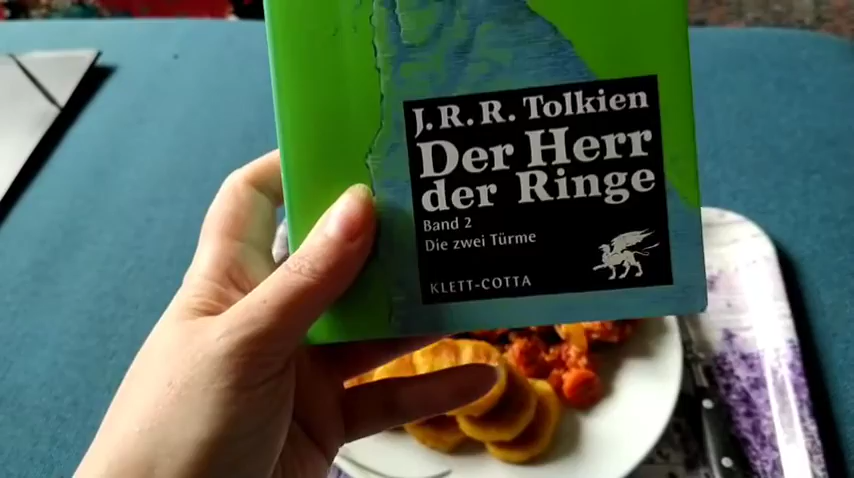 J.R.R. Tolkien
Der Herr
der Ringe
Band 2
Die zwei Türme
KLETT-COTTA